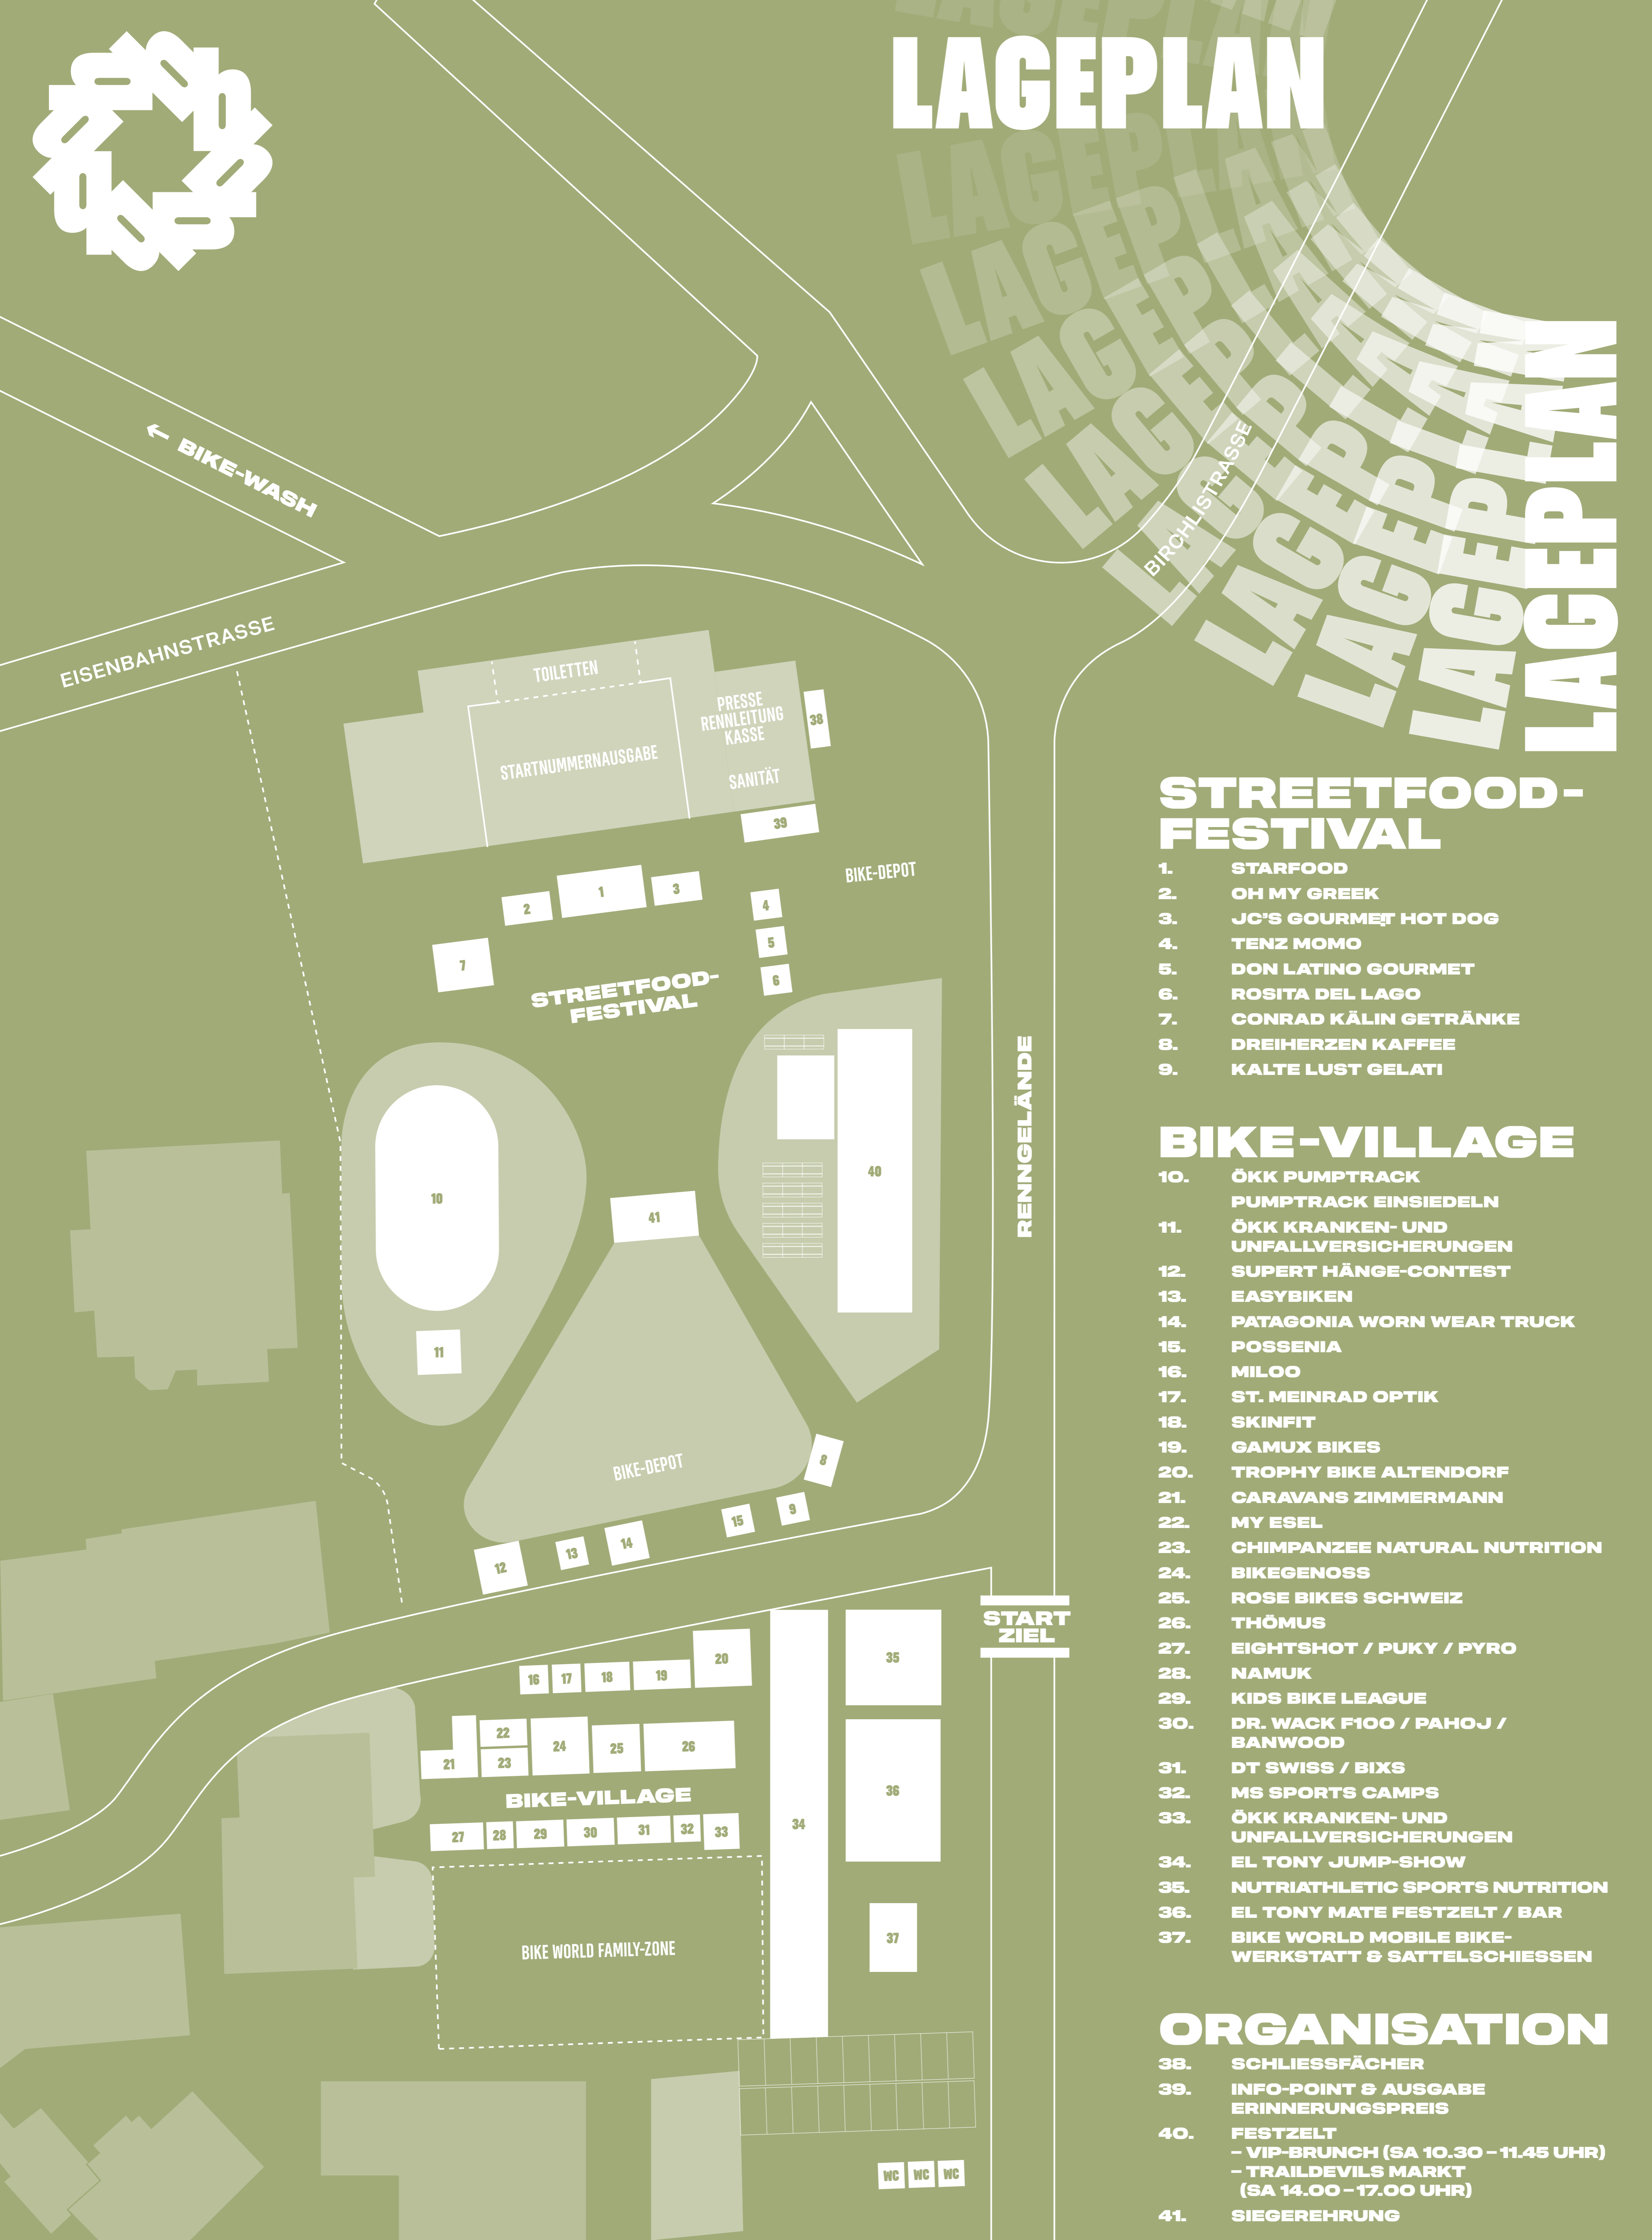 LAGEPLAN
LAGEPLAN
LAGEPLAN
LAGEPLAN
LAGEPLAN
LAGEPLAN
LAGEPLAN
LAGEPLAN
LAGEPLAN
LAGEPLAN
LAGEPLAN
← BIKE-WASH
EISENBAHNSTRASSE
BIRCHLISTRASSE
TOILETTEN
STARTNUMMERNAUSGABE
PRESSE
RENNLEITUNG
KASSE
SANITÄT
38
39
BIKE-DEPOT
2
1
3
4
5
6
7
STREETFOOD-
FESTIVAL
10
11
41
40
RENNGELÄNDE
BIKE-DEPOT
8
9
15
14
13
12
START
ZIEL
16
17
18
19
20
21
22
23
24
25
26
BIKE-VILLAGE
27
28
29
30
31
32
33
34
35
36
37
BIKE WORLD FAMILY-ZONE
WC
WC
WC
STREETFOOD-
FESTIVAL
1. STARFOOD
2. OH MY GREEK
3. JC'S GOURMET HOT DOG
4. TENZ MOMO
5. DON LATINO GOURMET
6. ROSITA DEL LAGO
7. CONRAD KÄLIN GETRÄNKE
8. DREIHERZEN KAFFEE
9. KALTE LUST GELATI
BIKE-VILLAGE
10. ÖKK PUMPTRACK
PUMPTRACK EINSIEDELN
11. ÖKK KRANKEN- UND
UNFALLVERSICHERUNGEN
12. SUPERT HÄNGE-CONTEST
13. EASYBIKEN
14. PATAGONIA WORN WEAR TRUCK
15. POSSENIA
16. MILOO
17. ST. MEINRAD OPTIK
18. SKINFIT
19. GAMUX BIKES
20. TROPHY BIKE ALTENDORF
21. CARAVANS ZIMMERMANN
22. MY ESEL
23. CHIMPANZEE NATURAL NUTRITION
24. BIKEGENOSS
25. ROSE BIKES SCHWEIZ
26. THÖMUS
27. EIGHTSHOT / PUKY / PYRO
28. NAMUK
29. KIDS BIKE LEAGUE
30. DR. WACK F100 / PAHOJ /
BANWOOD
31. DT SWISS / BIXS
32. MS SPORTS CAMPS
33. ÖKK KRANKEN- UND
UNFALLVERSICHERUNGEN
34. EL TONY JUMP-SHOW
35. NUTRIATHLETIC SPORTS NUTRITION
36. EL TONY MATE FESTZELT / BAR
37. BIKE WORLD MOBILE BIKE-
WERKSTATT & SATTELSCHIESSEN
ORGANISATION
38. SCHLIESSFÄCHER
39. INFO-POINT & AUSGABE
ERINNERUNGSPREIS
40. FESTZELT
– VIP-BRUNCH (SA 10.30 – 11.45 UHR)
– TRAILDEVILS MARKT
(SA 14.00 – 17.00 UHR)
41. SIEGEREHRUNG